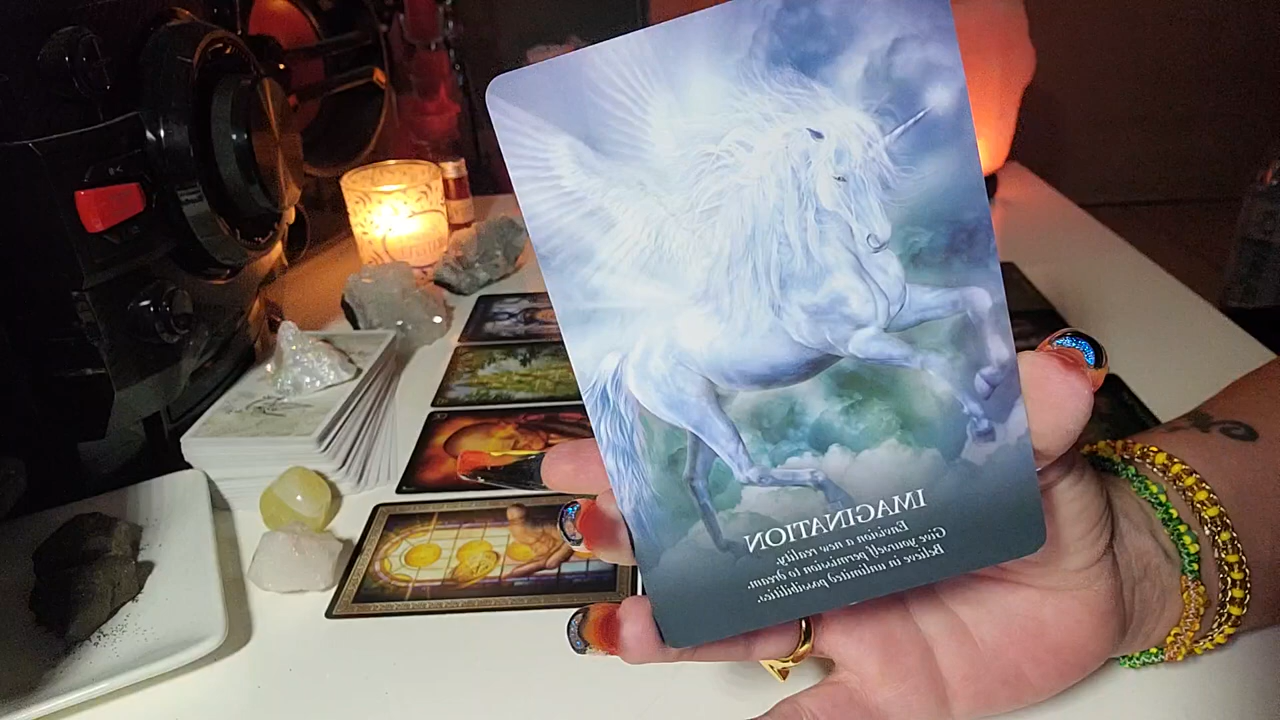 IMAGINATION
Envision a new reality.
Give yourself permission to dream.
Believe in unlimited possibilities.